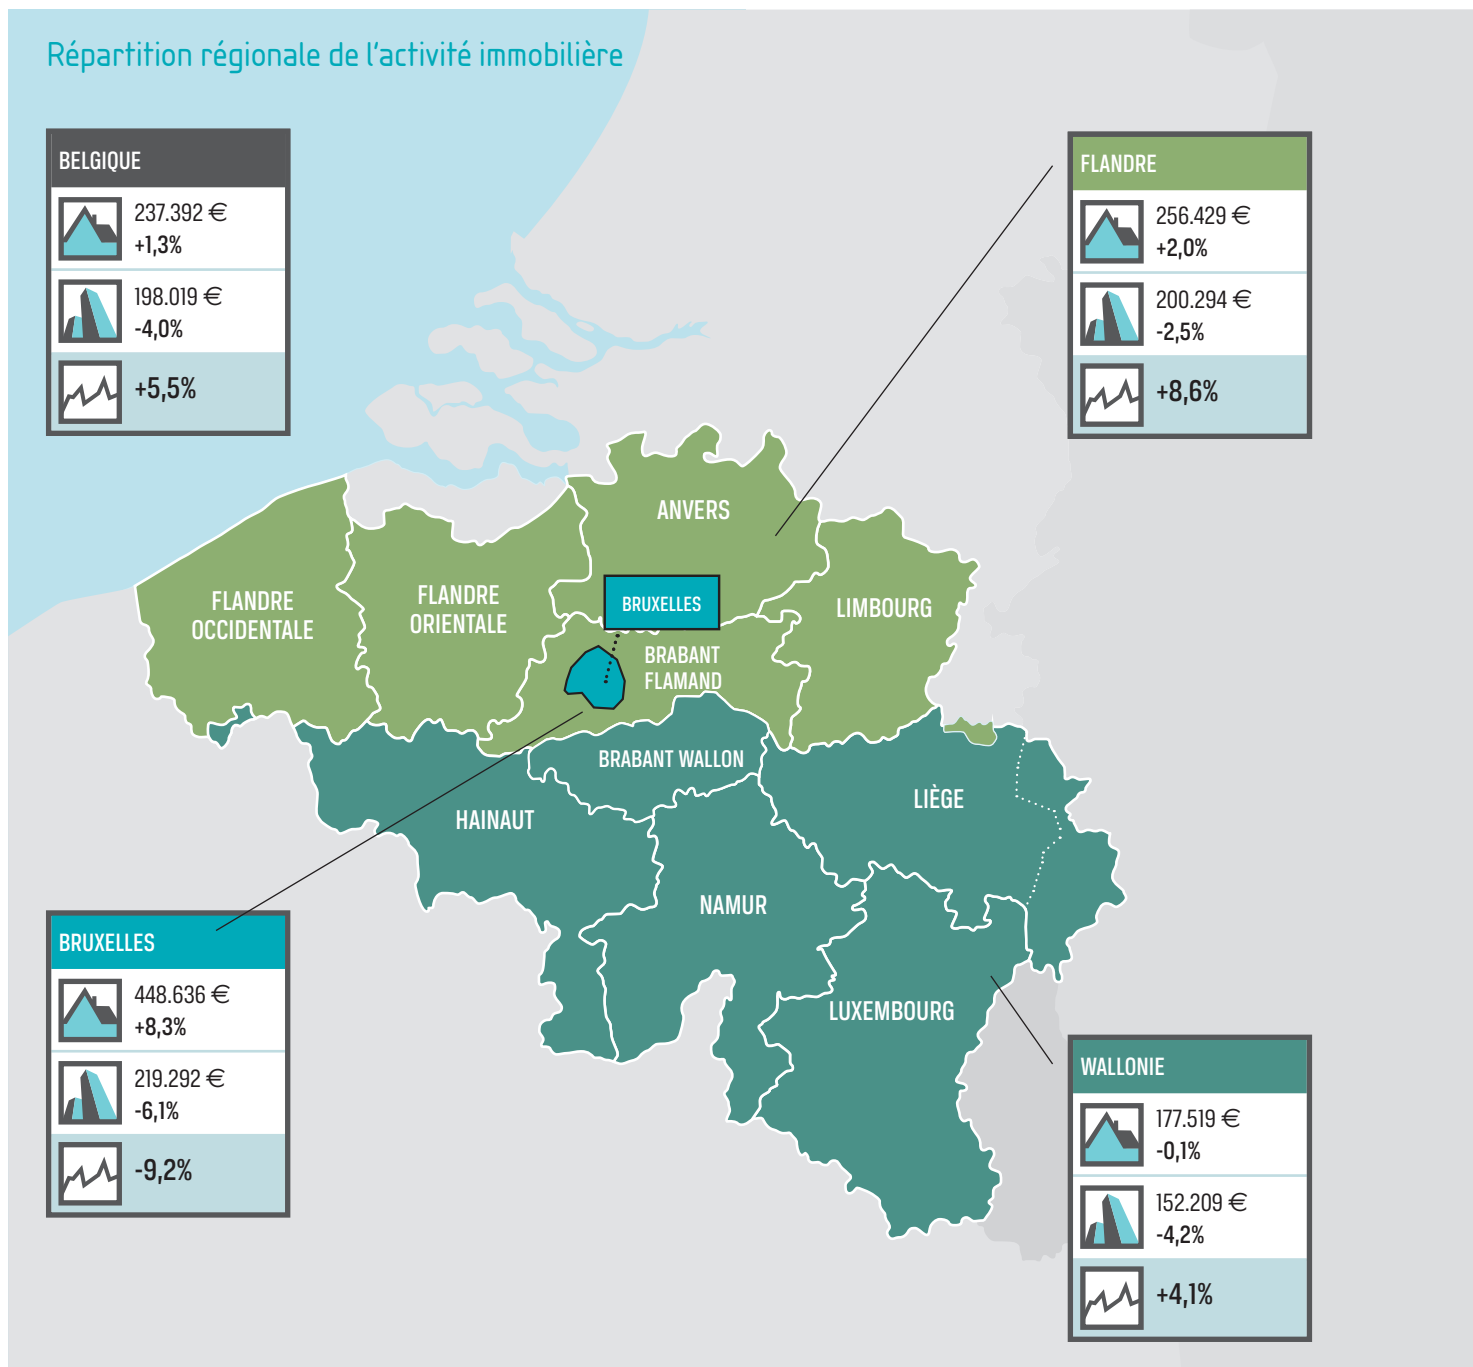 Répartition régionale de l'activité immobilière
BELGIQUE
237.392 €
+1,3%
198.019 €
-4,0%
+5,5%
FLANDRE
256.429 €
+2,0%
200.294 €
-2,5%
+8,6%
ANVERS
FLANDRE
OCCIDENTALE
FLANDRE
ORIENTALE
BRUXELLES
LIMBOURG
BRABANT
FLAMAND
BRABANT WALLON
HAINAUT
LIÈGE
NAMUR
LUXEMBOURG
BRUXELLES
448.636 €
+8,3%
219.292 €
-6,1%
-9,2%
WALLONIE
177.519 €
-0,1%
152.209 €
-4,2%
+4,1%